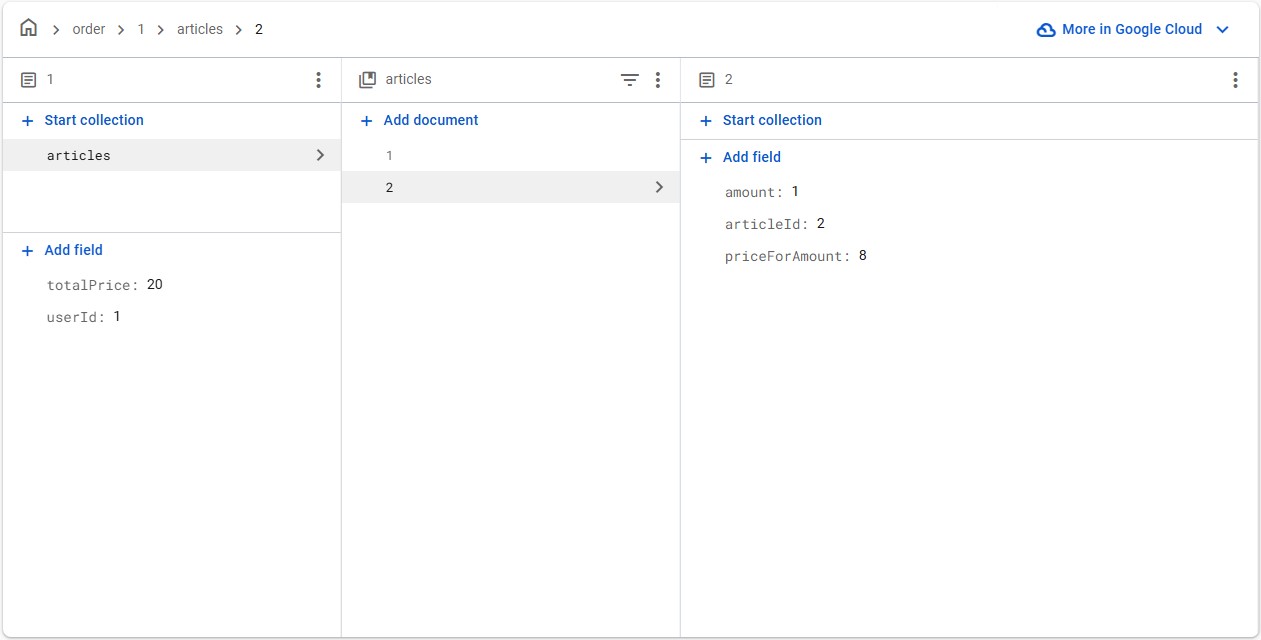 order 1 articles 2
More in Google Cloud
1
Start collection
articles
Add field
totalPrice: 20
userId: 1
articles
Add document
1
2
2
Start collection
Add field
amount: 1
articleId: 2
priceForAmount: 8